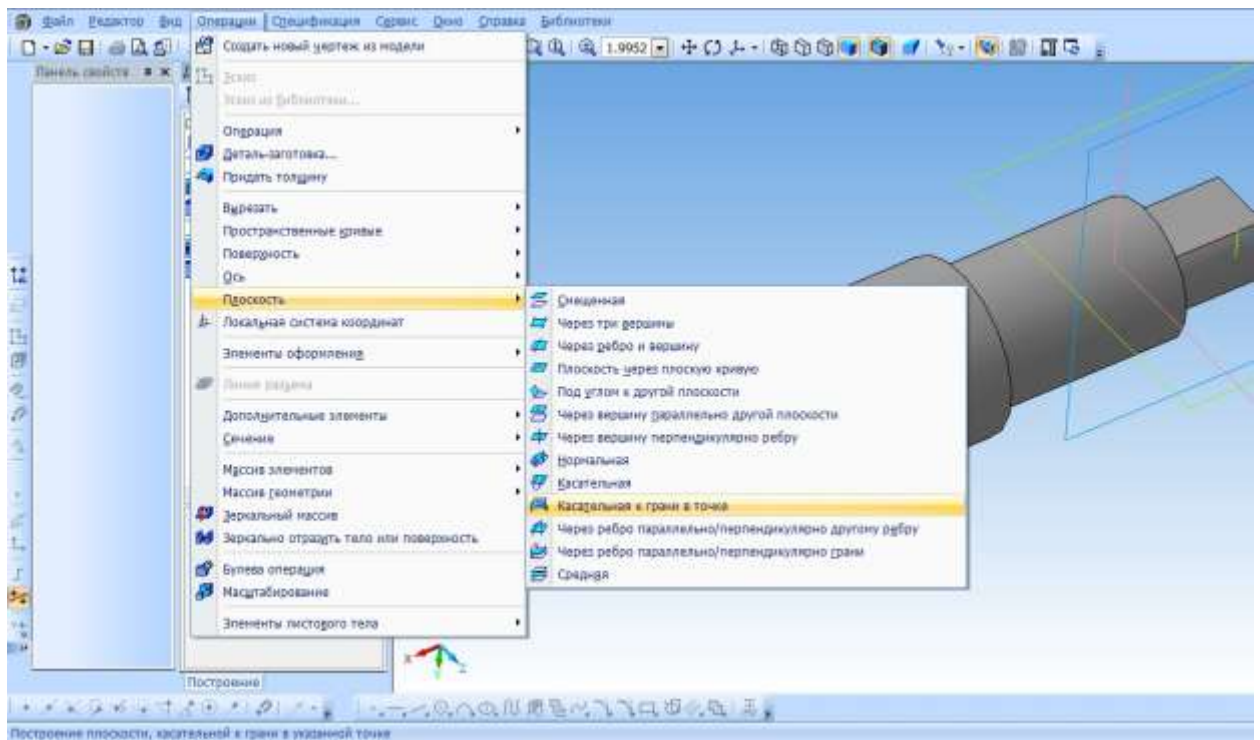 Файл Редактор Вид Операции Спецификация Сервис Окно Справка Библиотеки
1.9952
Панель свойств
Создать новый чертеж из модели
Эскиз
Эскиз из библиотеки...
Операция
Деталь-заготовка...
Придать толщину
Вырезать
Пространственные кривые
Поверхность
Ось
Плоскость
Локальная система координат
Элементы оформления
Линия разъема
Дополнительные элементы
Сечение
Массив элементов
Массив геометрии
Зеркальный массив
Зеркально отразить тело или поверхность
Булева операция
Масштабирование
Элементы листового тела
Смещенная
Через три вершины
Через ребро и вершину
Плоскость через плоскую кривую
Под углом к другой плоскости
Через вершину параллельно другой плоскости
Через вершину перпендикулярно ребру
Нормальная
Касательная
Касательная к грани в точке
Через ребро параллельно/перпендикулярно другому ребру
Через ребро параллельно/перпендикулярно грани
Средняя
X
Y
Z
Построение
Построение плоскости, касательной к грани в указанной точке